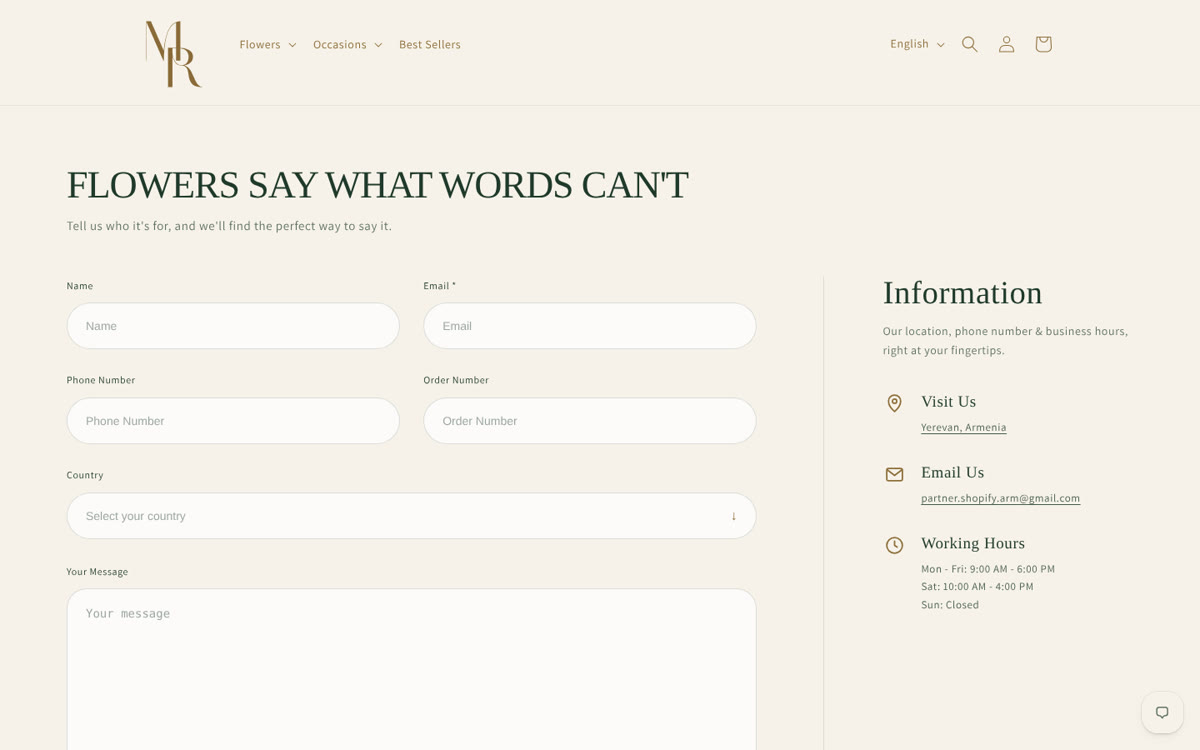 MR
Flowers
Occasions
Best Sellers
English
FLOWERS SAY WHAT WORDS CAN'T
Tell us who it's for, and we'll find the perfect way to say it.
Name
Email *
Name
Email
Phone Number
Order Number
Phone Number
Order Number
Country
Select your country ↓
Your Message
Your message
Information
Our location, phone number & business hours,
right at your fingertips.
Visit Us
Yerevan, Armenia
Email Us
partner.shopify.arm@gmail.com
Working Hours
Mon - Fri: 9:00 AM - 6:00 PM
Sat: 10:00 AM - 4:00 PM
Sun: Closed